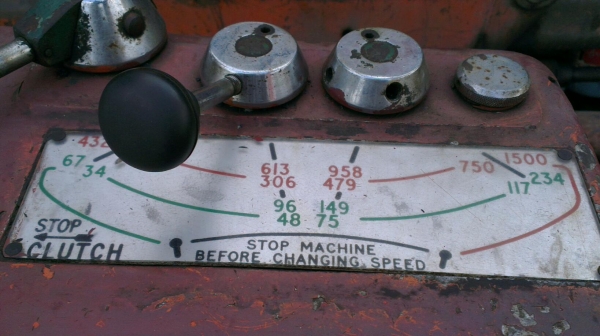 432 613 958 1500
306 479 750
67 34 96 149 117 234
48 75
STOP
CLUTCH
STOP MACHINE
BEFORE CHANGING SPEED